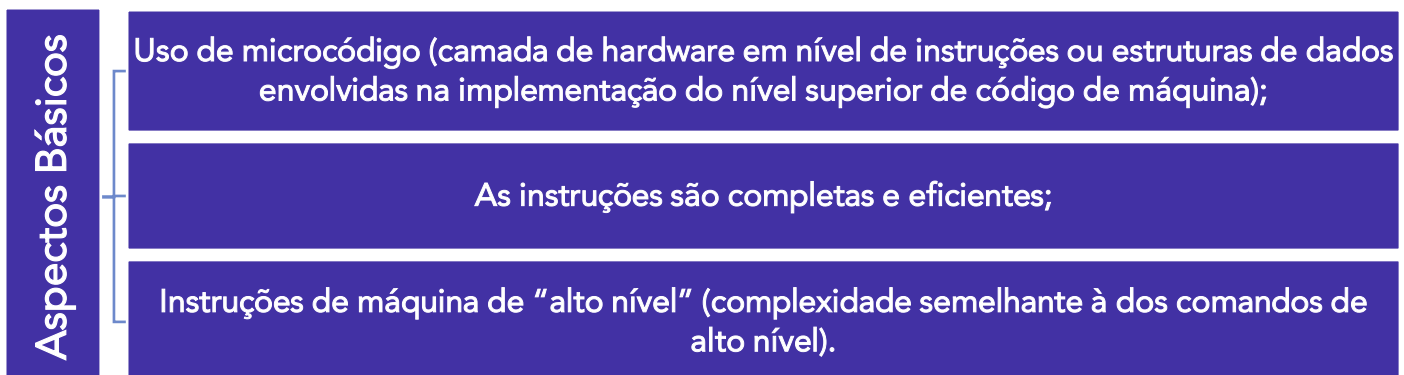 Aspectos Básicos
Uso de microcódigo (camada de hardware em nível de instruções ou estruturas de dados
envolvidas na implementação do nível superior de código de máquina);
As instruções são completas e eficientes;
Instruções de máquina de “alto nível” (complexidade semelhante à dos comandos de
alto nível).